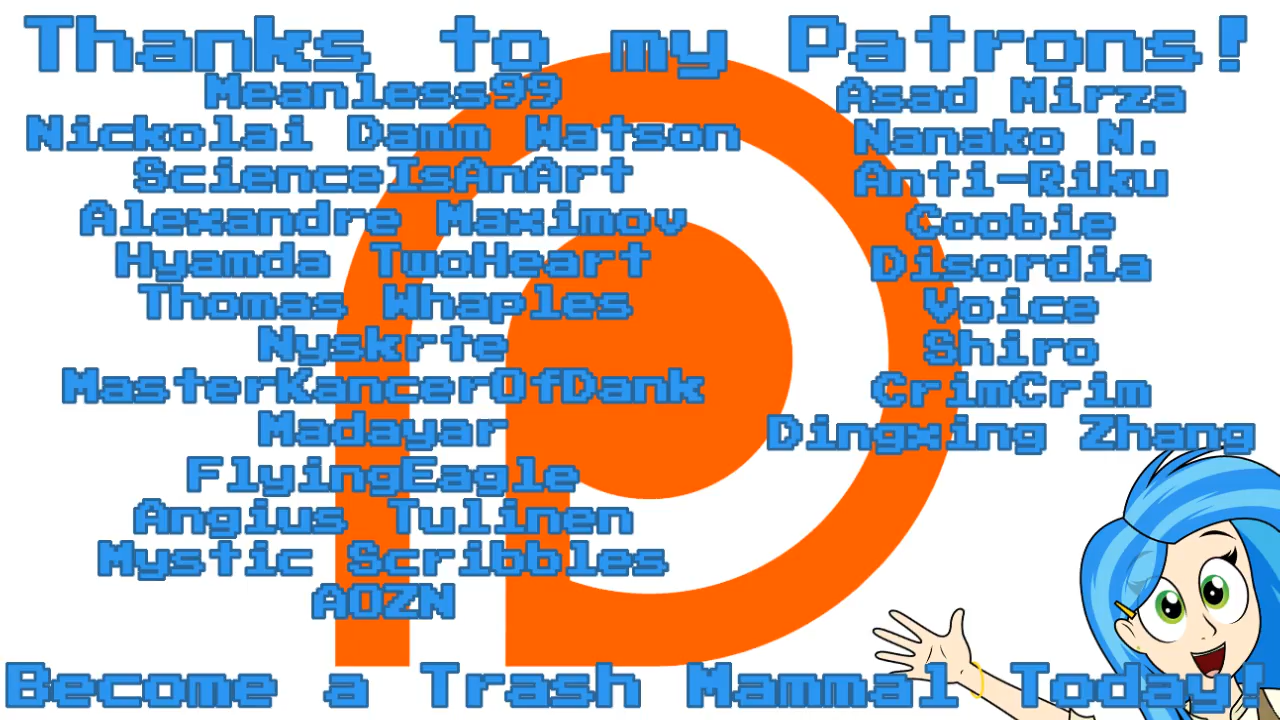 Thanks to my Patrons!
Meanless99
Nickolai Damm Watson
ScienceIsAnArt
Alexandre Maximov
Hyamda TwoHeart
Thomas Whaples
Nyskrte
MasterKancerOfDank
Madayar
FlyingEagle
Angius Tulinen
Mystic Scribbles
AOZN
Asad Mirza
Nanako N.
Anti-Riku
Coobie
Disordia
Voice
Shiro
CrimCrim
Dingxing Zhang
Become a Trash Mammal Today!